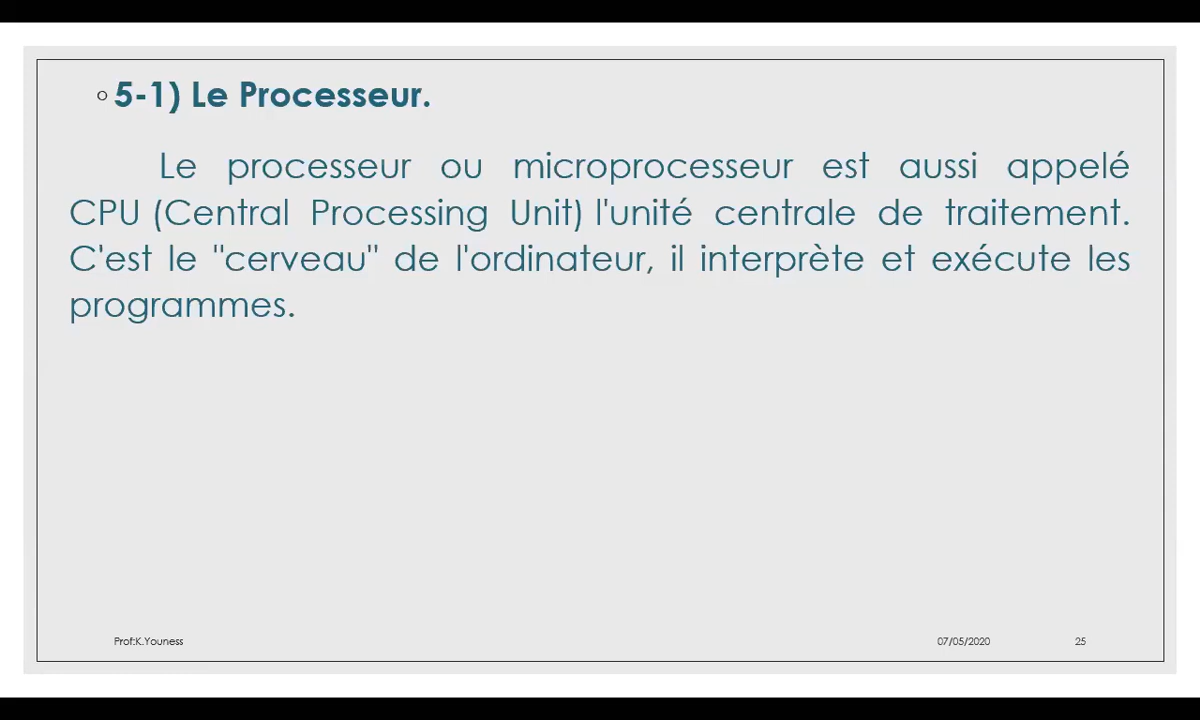 ◦ 5-1) Le Processeur.
Le processeur ou microprocesseur est aussi appelé
CPU (Central Processing Unit) l'unité centrale de traitement.
C'est le "cerveau" de l'ordinateur, il interprète et exécute les
programmes.
Prof:K.Youness 07/05/2020 25